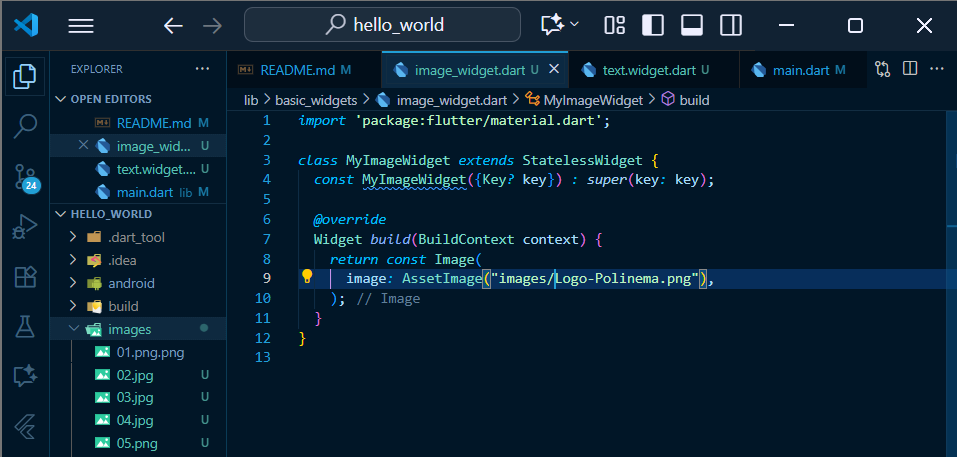 hello_world
EXPLORER
OPEN EDITORS
README.md M
image_wid... U
text.widget.... U
main.dart lib M
HELLO_WORLD
.dart_tool
.idea
android
build
images
01.png.png
02.jpg U
03.jpg U
04.jpg U
05.png U
24
README.md M
image_widget.dart U
text.widget.dart U
main.dart M
lib > basic_widgets > image_widget.dart > MyImageWidget > build
1 import 'package:flutter/material.dart';
2
3 class MyImageWidget extends StatelessWidget {
4 const MyImageWidget({Key? key}) : super(key: key);
5
6 @override
7 Widget build(BuildContext context) {
8 return const Image(
9 image: AssetImage("images/Logo-Polinema.png"),
10 ); // Image
11 }
12 }
13